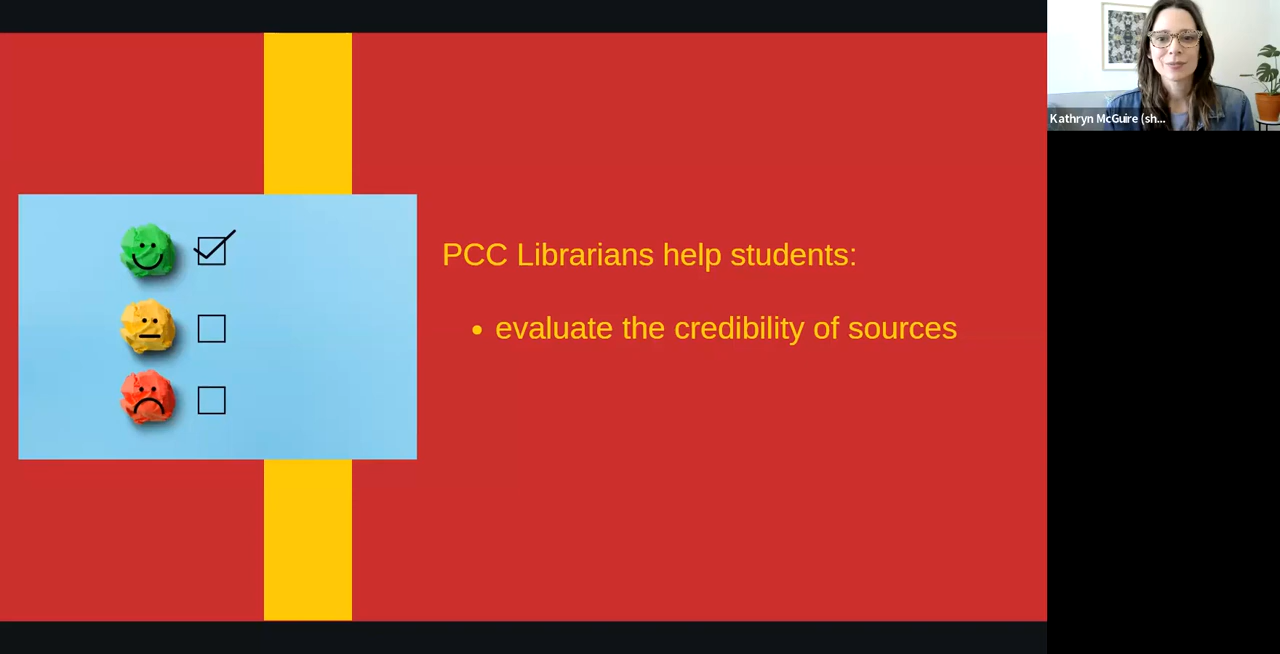 Kathryn McGuire (sh...
PCC Librarians help students:
• evaluate the credibility of sources